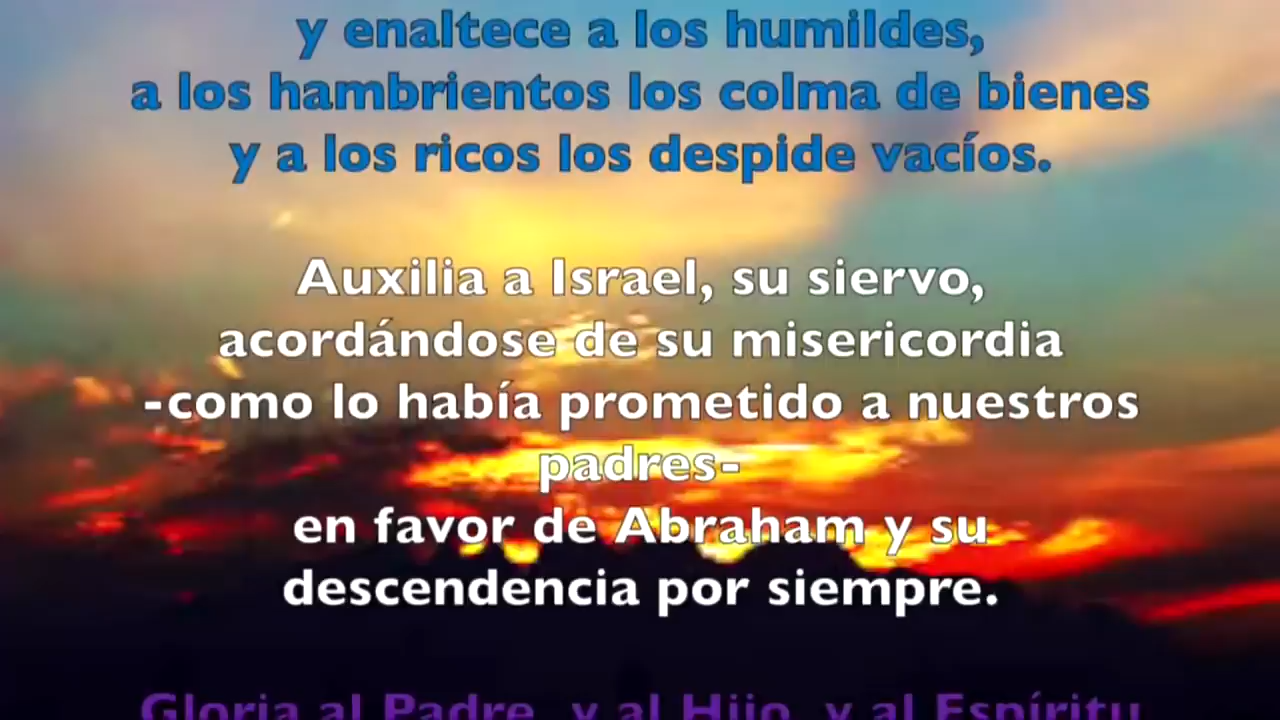 y enaltece a los humildes,
a los hambrientos los colma de bienes
y a los ricos los despide vacíos.
Auxilia a Israel, su siervo,
acordándose de su misericordia
-como lo había prometido a nuestros
padres-
en favor de Abraham y su
descendencia por siempre.
Gloria al Padre, y al Hijo, y al Espíritu